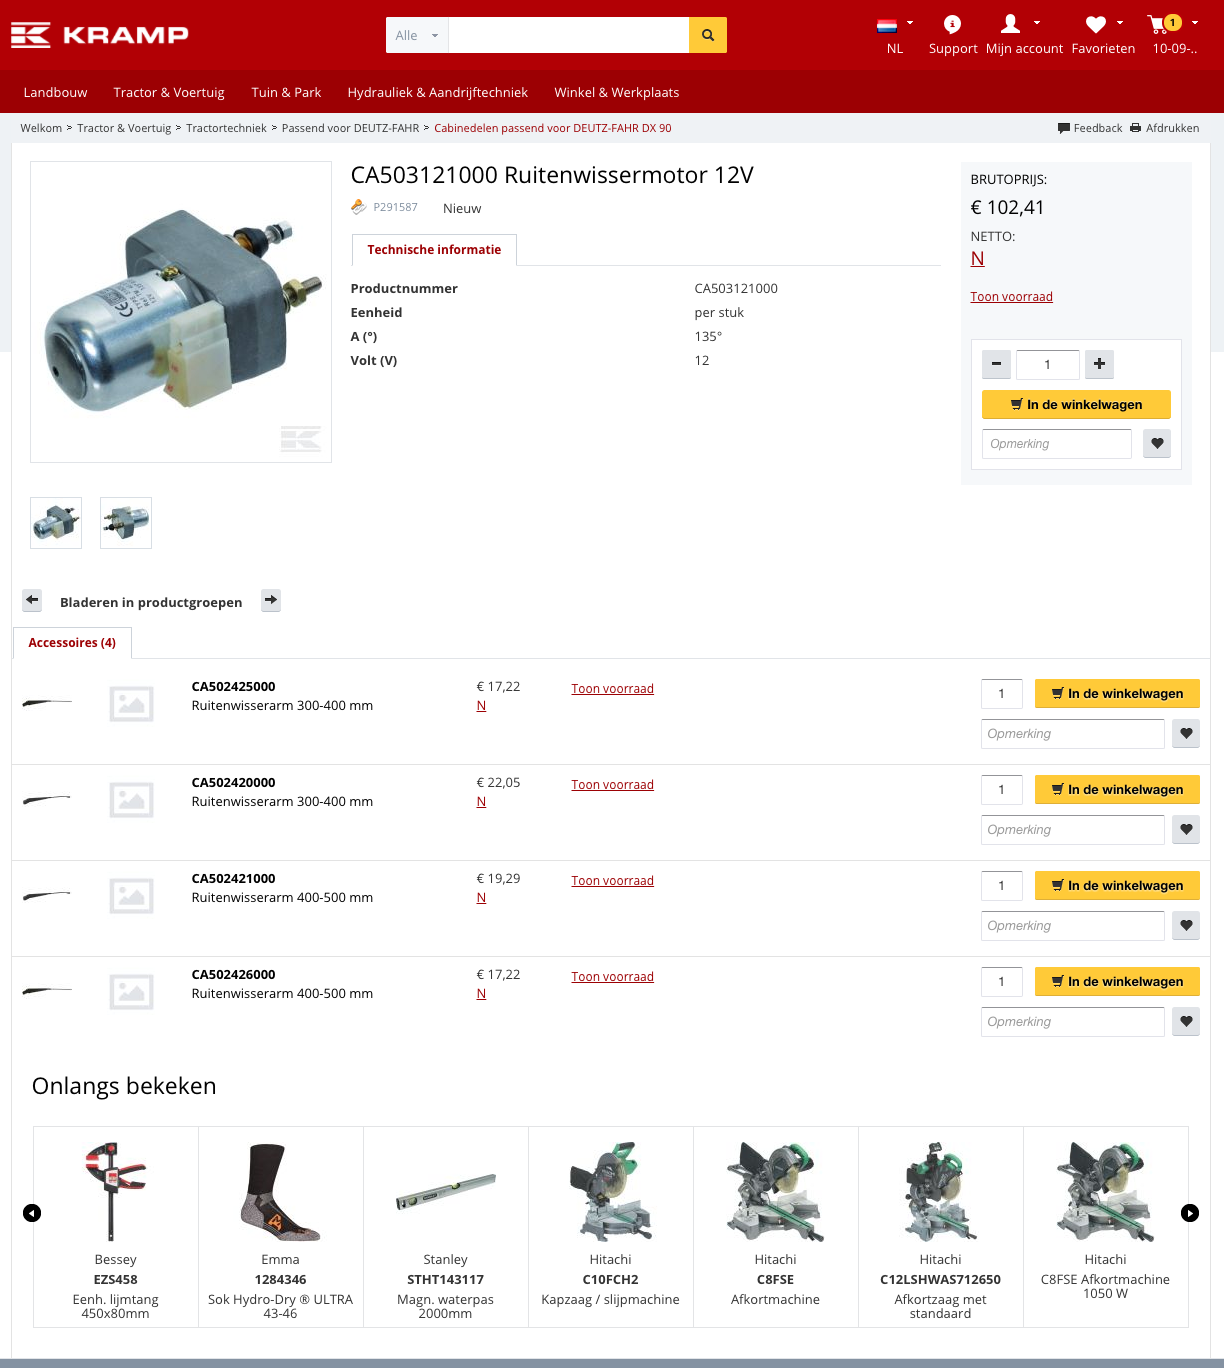 KRAMP
Alle
NL
Support
Mijn account
Favorieten
1
10-09-..
Landbouw
Tractor & Voertuig
Tuin & Park
Hydrauliek & Aandrijftechniek
Winkel & Werkplaats
Welkom > Tractor & Voertuig > Tractortechniek > Passend voor DEUTZ-FAHR > Cabinedelen passend voor DEUTZ-FAHR DX 90
Feedback
Afdrukken
CA503121000 Ruitenwissermotor 12V
P291587
Nieuw
Technische informatie
Productnummer CA503121000
Eenheid per stuk
A (°) 135°
Volt (V) 12
BRUTOPRIJS:
€ 102,41
NETTO:
N
Toon voorraad
1
In de winkelwagen
Opmerking
Bladeren in productgroepen
Accessoires (4)
CA502425000
Ruitenwisserarm 300-400 mm
€ 17,22
N
Toon voorraad
1
In de winkelwagen
Opmerking
CA502420000
Ruitenwisserarm 300-400 mm
€ 22,05
N
Toon voorraad
1
In de winkelwagen
Opmerking
CA502421000
Ruitenwisserarm 400-500 mm
€ 19,29
N
Toon voorraad
1
In de winkelwagen
Opmerking
CA502426000
Ruitenwisserarm 400-500 mm
€ 17,22
N
Toon voorraad
1
In de winkelwagen
Opmerking
Onlangs bekeken
Bessey
EZS458
Eenh. lijmtang
450x80mm
Emma
1284346
Sok Hydro-Dry ® ULTRA
43-46
Stanley
STHT143117
Magn. waterpas
2000mm
Hitachi
C10FCH2
Kapzaag / slijpmachine
Hitachi
C8FSE
Afkortmachine
Hitachi
C12LSHWAS712650
Afkortzaag met
standaard
Hitachi
C8FSE Afkortmachine
1050 W